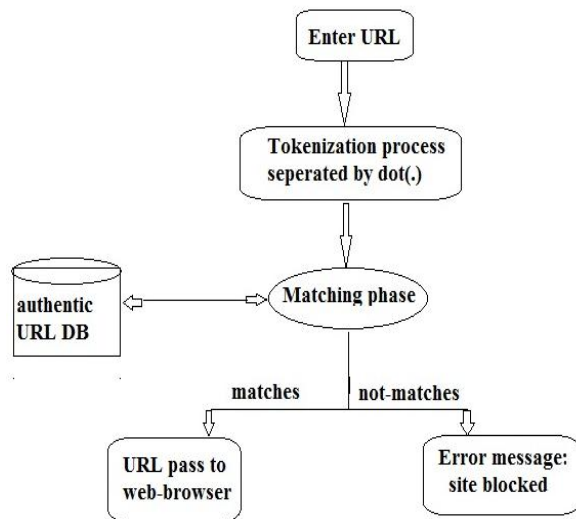 Enter URL
Tokenization process
seperated by dot(.)
Matching phase
authentic
URL DB
matches
not-matches
URL pass to
web-browser
Error message:
site blocked